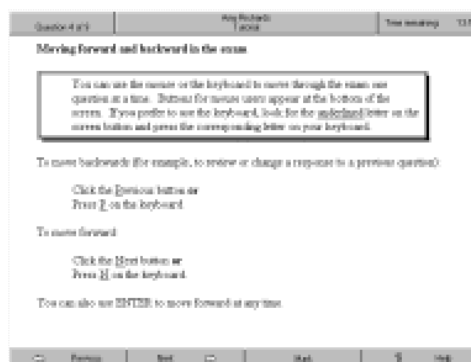 Question 4 of 9
Amy Richards
Tutorial
Time remaining 13:5
Moving forward and backward in the exam
You can use the mouse or the keyboard to move through the exam one
question at a time. Buttons for mouse users appear at the bottom of the
screen. If you prefer to use the keyboard, look for the underlined letter on the
screen button and press the corresponding letter on your keyboard.
To move backwards (for example, to review or change a response to a previous question):
Click the Previous button or
Press P on the keyboard
To move forward
Click the Next button or
Press N on the keyboard.
You can also use ENTER to move forward at any time.
Previous
Next
Mark
? Help